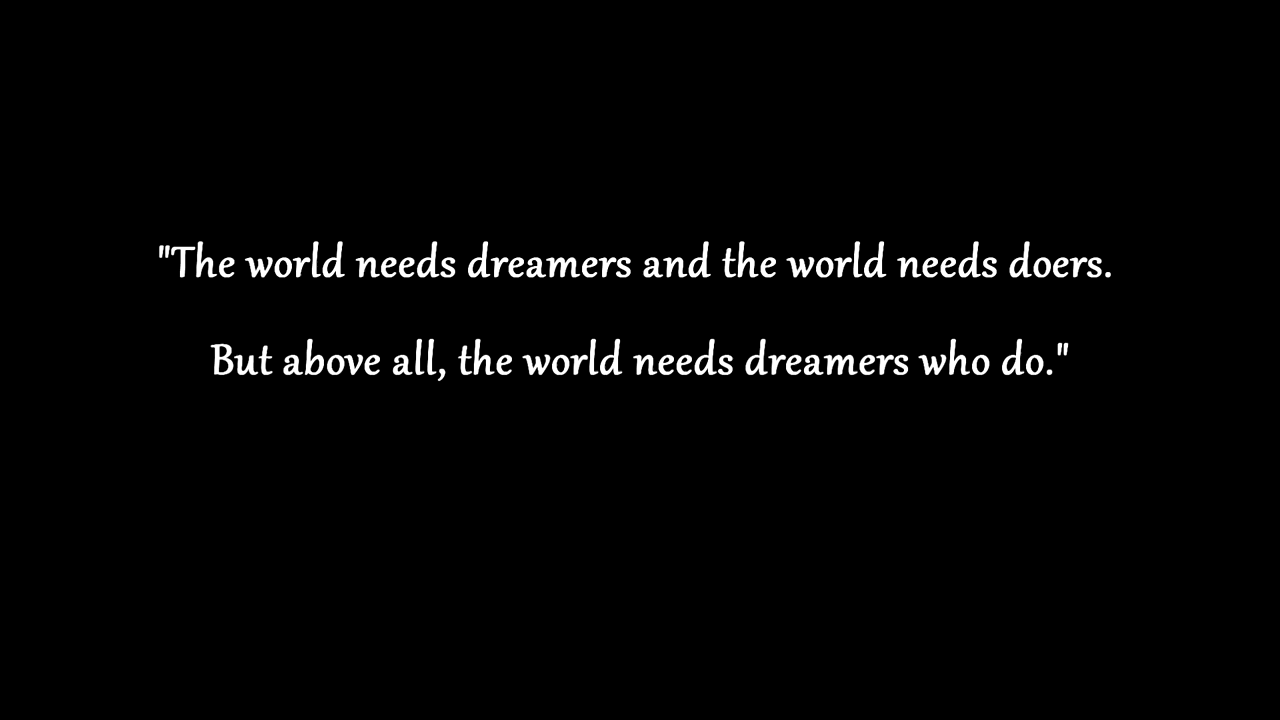 "The world needs dreamers and the world needs doers.
But above all, the world needs dreamers who do."